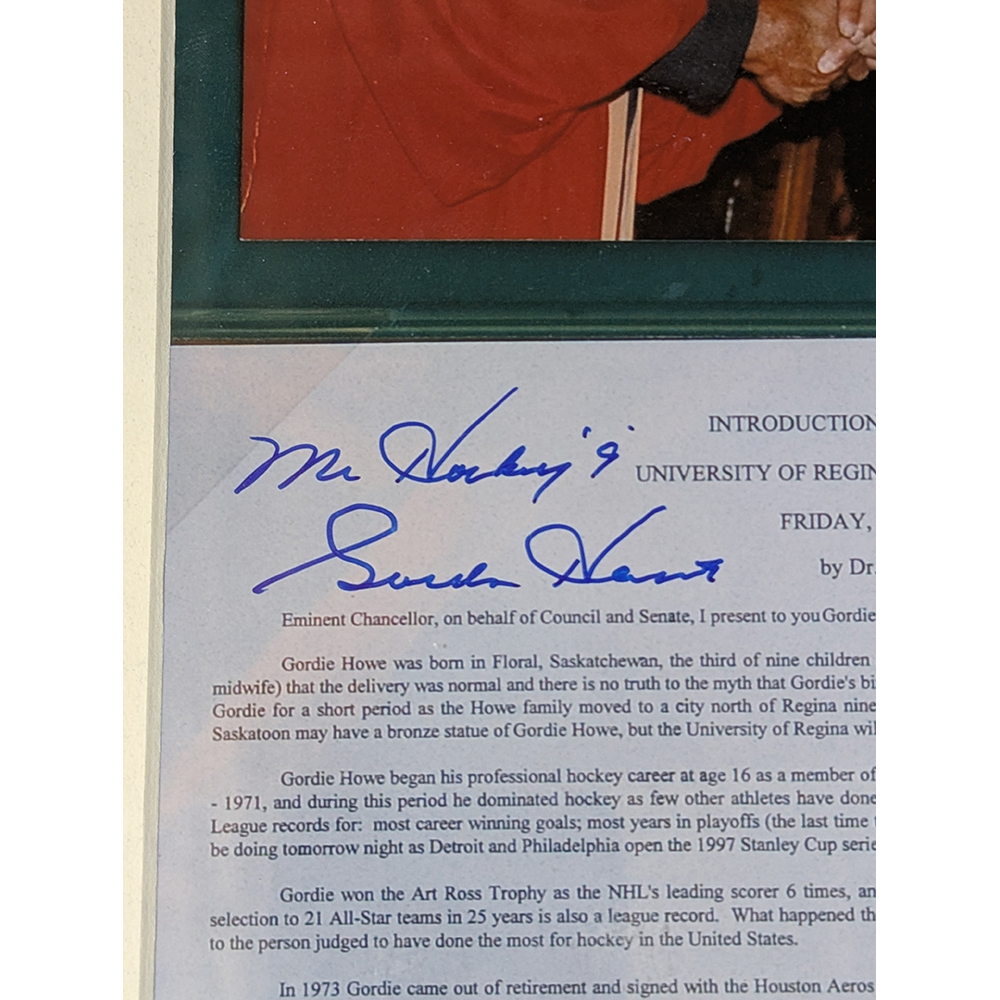 Mr Hockey' 9'
INTRODUCTION
UNIVERSITY OF REGIN
FRIDAY,
Gordie Howe
by Dr.
Eminent Chancellor, on behalf of Council and Senate, I present to you Gordie
Gordie Howe was born in Floral, Saskatchewan, the third of nine children
midwife) that the delivery was normal and there is no truth to the myth that Gordie's bi
Gordie for a short period as the Howe family moved to a city north of Regina nine
Saskatoon may have a bronze statue of Gordie Howe, but the University of Regina wil
Gordie Howe began his professional hockey career at age 16 as a member of
- 1971, and during this period he dominated hockey as few other athletes have done
League records for: most career winning goals; most years in playoffs (the last time
be doing tomorrow night as Detroit and Philadelphia open the 1997 Stanley Cup serie
Gordie won the Art Ross Trophy as the NHL's leading scorer 6 times, an
selection to 21 All-Star teams in 25 years is also a league record. What happened th
to the person judged to have done the most for hockey in the United States.
In 1973 Gordie came out of retirement and signed with the Houston Aeros